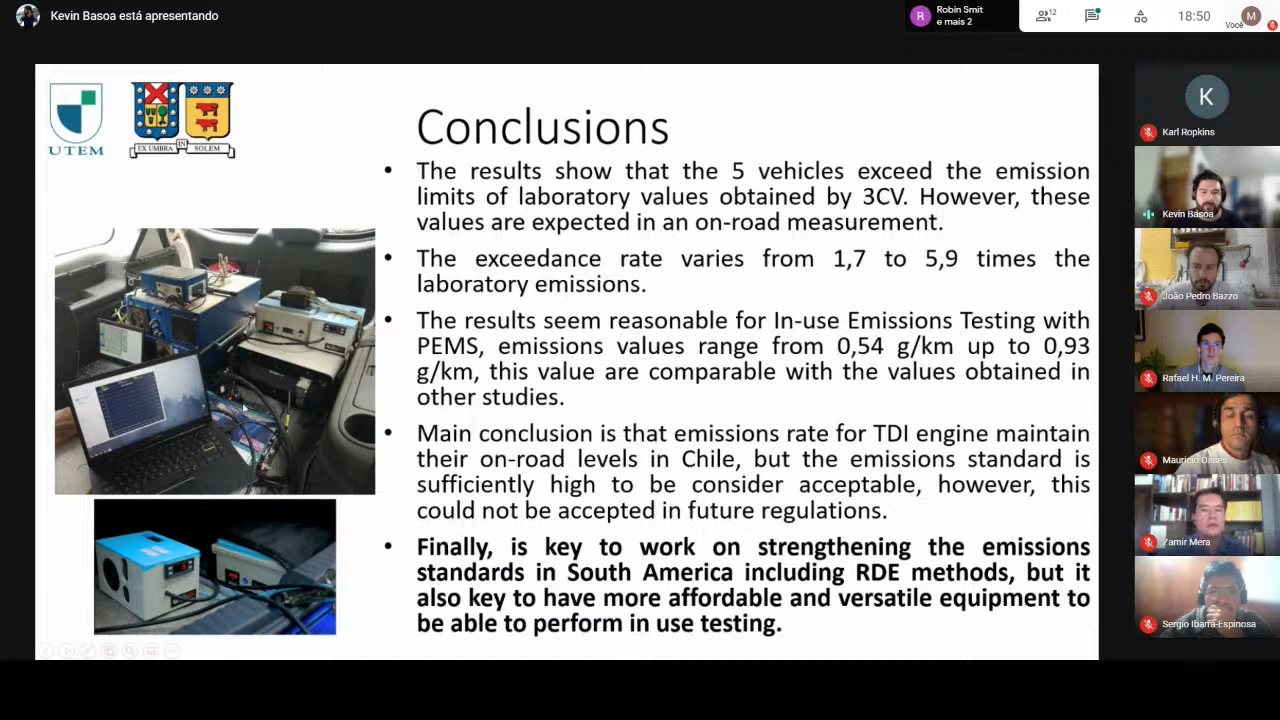 Kevin Basoa está apresentando
R
Robin Smit
e mais 2
12
18:50
M
Você
UTEM
EX UMBRA IN SOLEM
Conclusions
• The results show that the 5 vehicles exceed the emission
limits of laboratory values obtained by 3CV. However, these
values are expected in an on-road measurement.
• The exceedance rate varies from 1,7 to 5,9 times the
laboratory emissions.
• The results seem reasonable for In-use Emissions Testing with
PEMS, emissions values range from 0,54 g/km up to 0,93
g/km, this value are comparable with the values obtained in
other studies.
• Main conclusion is that emissions rate for TDI engine maintain
their on-road levels in Chile, but the emissions standard is
sufficiently high to be consider acceptable, however, this
could not be accepted in future regulations.
• Finally, is key to work on strengthening the emissions
standards in South America including RDE methods, but it
also key to have more affordable and versatile equipment to
be able to perform in use testing.
K
Karl Ropkins
Kevin Basoa
João Pedro Bazzo
Rafael H. M. Pereira
Mauricio Osses
Zamir Mera
Sergio Ibarra-Espinosa